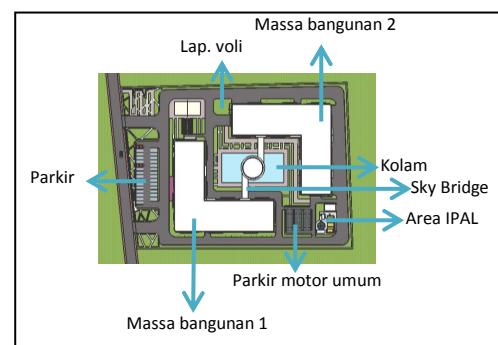 Massa bangunan 2
Lap. voli
Kolam
Parkir
Sky Bridge
Area IPAL
Parkir motor umum
Massa bangunan 1